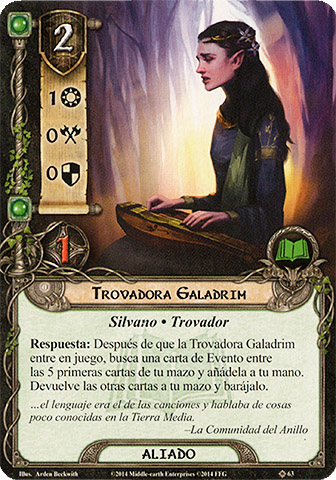 2
1
0
0
1
Trovadora Galadrim
Silvano • Trovador
Respuesta: Después de que la Trovadora Galadrim
entre en juego, busca una carta de Evento entre
las 5 primeras cartas de tu mazo y añádela a tu mano.
Devuelve las otras cartas a tu mazo y barájalo.
…el lenguaje era el de las canciones y hablaba de cosas
poco conocidas en la Tierra Media.
–La Comunidad del Anillo
ALIADO
Illus. Arden Beckwith ©2014 Middle-earth Enterprises ©2014 FFG 63